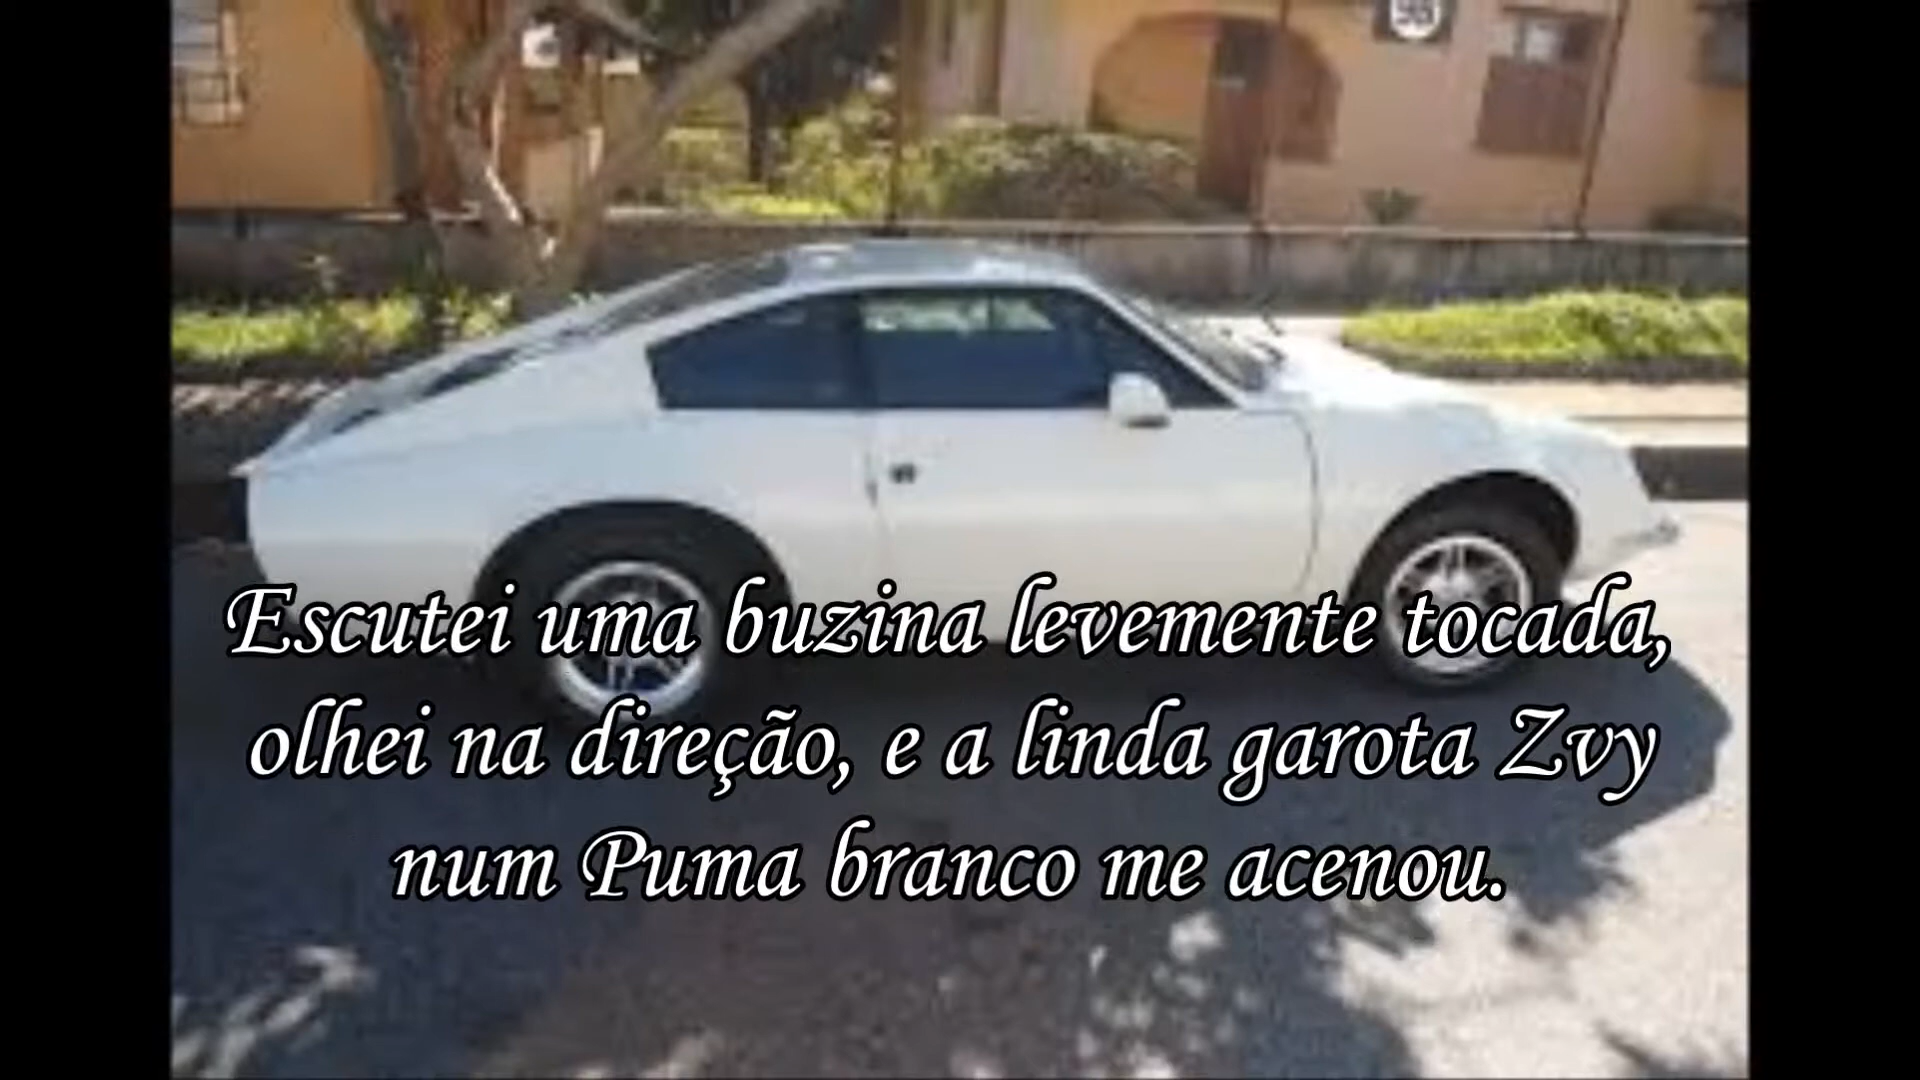 Escutei uma buzina levemente tocada,
olhei na direção, e a linda garota Zvy
num Puma branco me acenou.